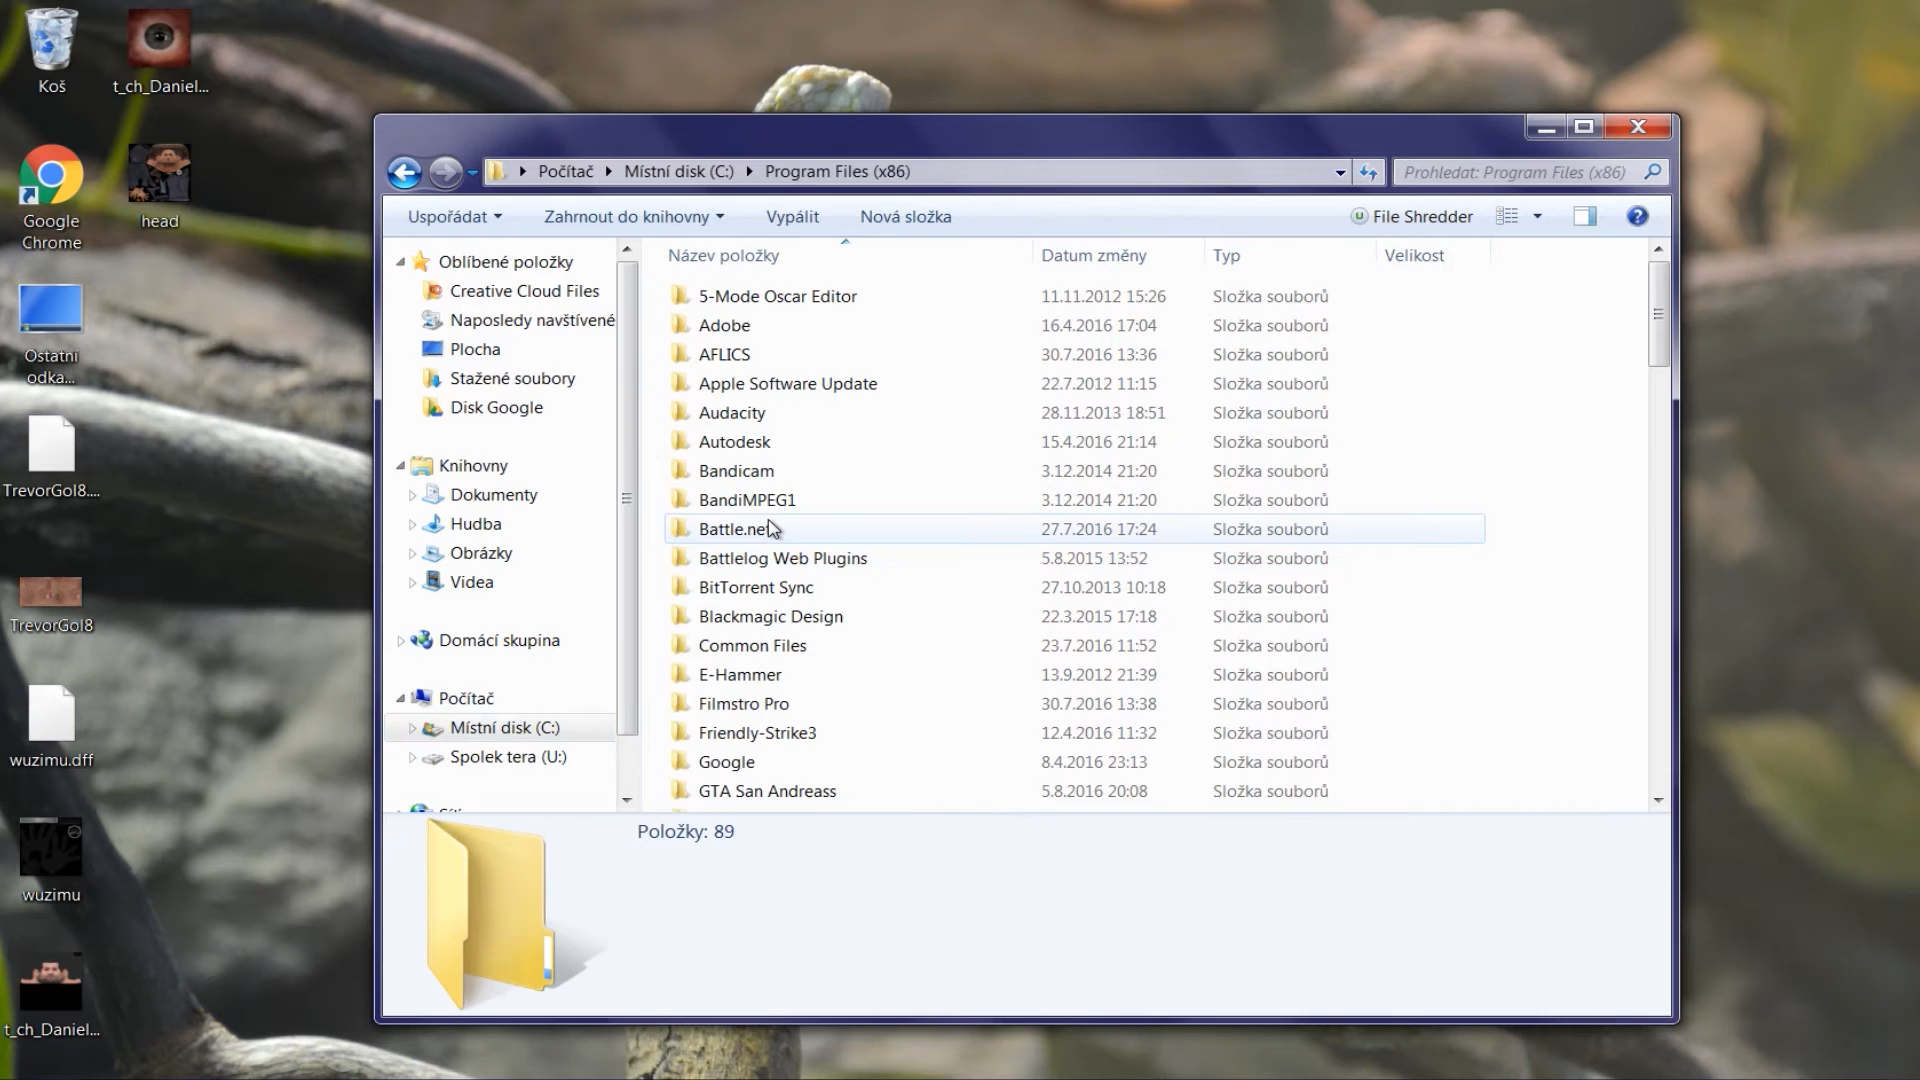 Koš
t_ch_Daniel...
Google
Chrome
head
Ostatní
odka...
TrevorGol8....
TrevorGol8
wuzimu.dff
wuzimu
t_ch_Daniel...
Počítač
Místní disk (C:)
Program Files (x86)
Prohledat: Program Files (x86)
Uspořádat
Zahrnout do knihovny
Vypálit
Nová složka
File Shredder
Oblíbené položky
Creative Cloud Files
Naposledy navštívené
Plocha
Stažené soubory
Disk Google
Knihovny
Dokumenty
Hudba
Obrázky
Videa
Domácí skupina
Počítač
Místní disk (C:)
Spolek tera (U:)
Název položky Datum změny Typ Velikost
5-Mode Oscar Editor 11.11.2012 15:26 Složka souborů
Adobe 16.4.2016 17:04 Složka souborů
AFLICS 30.7.2016 13:36 Složka souborů
Apple Software Update 22.7.2012 11:15 Složka souborů
Audacity 28.11.2013 18:51 Složka souborů
Autodesk 15.4.2016 21:14 Složka souborů
Bandicam 3.12.2014 21:20 Složka souborů
BandiMPEG1 3.12.2014 21:20 Složka souborů
Battle.net 27.7.2016 17:24 Složka souborů
Battlelog Web Plugins 5.8.2015 13:52 Složka souborů
BitTorrent Sync 27.10.2013 10:18 Složka souborů
Blackmagic Design 22.3.2015 17:18 Složka souborů
Common Files 23.7.2016 11:52 Složka souborů
E-Hammer 13.9.2012 21:39 Složka souborů
Filmstro Pro 30.7.2016 13:38 Složka souborů
Friendly-Strike3 12.4.2016 11:32 Složka souborů
Google 8.4.2016 23:13 Složka souborů
GTA San Andreass 5.8.2016 20:08 Složka souborů
Položky: 89